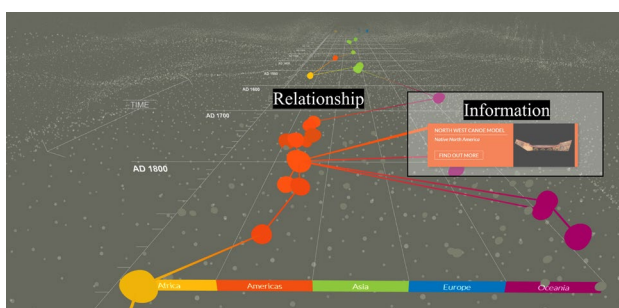 TIME
AD 1700
AD 1800
Relationship
Information
NORTH WEST CANOE MODEL
Native North America
FIND OUT MORE
Africa
Americas
Asia
Europe
Oceania